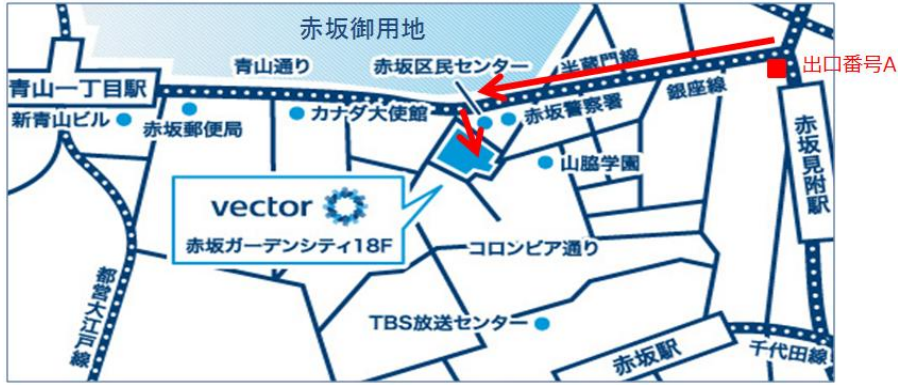 赤坂御用地
青山通り
赤坂区民センター
半蔵門線
出口番号A
青山一丁目駅
銀座線
新青山ビル
赤坂郵便局
カナダ大使館
赤坂警察署
赤坂見附駅
山脇学園
vector
赤坂ガーデンシティ18F
コロンビア通り
都営大江戸線
TBS放送センター
赤坂駅
千代田線